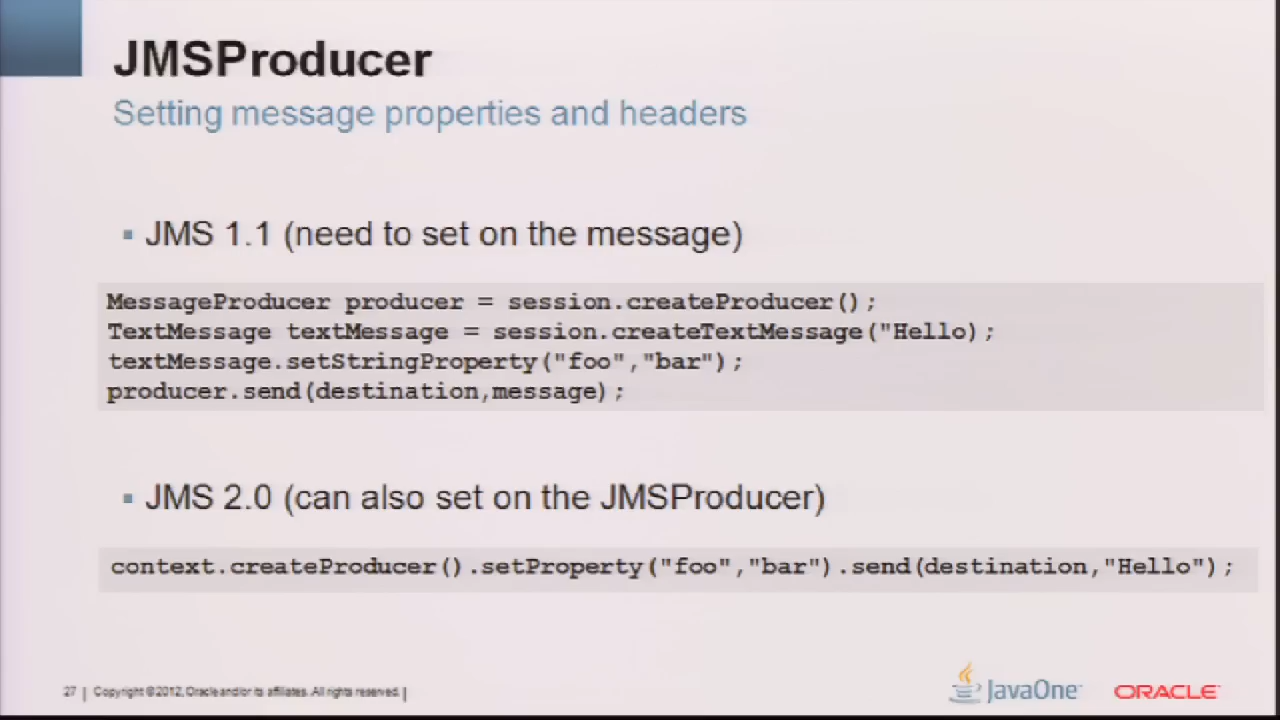 JMSProducer
Setting message properties and headers
▪ JMS 1.1 (need to set on the message)
MessageProducer producer = session.createProducer();
TextMessage textMessage = session.createTextMessage("Hello);
textMessage.setStringProperty("foo","bar");
producer.send(destination,message);
▪ JMS 2.0 (can also set on the JMSProducer)
context.createProducer().setProperty("foo","bar").send(destination,"Hello");
27 | Copyright © 2012, Oracle and/or its affiliates. All rights reserved. |
JavaOne™
ORACLE